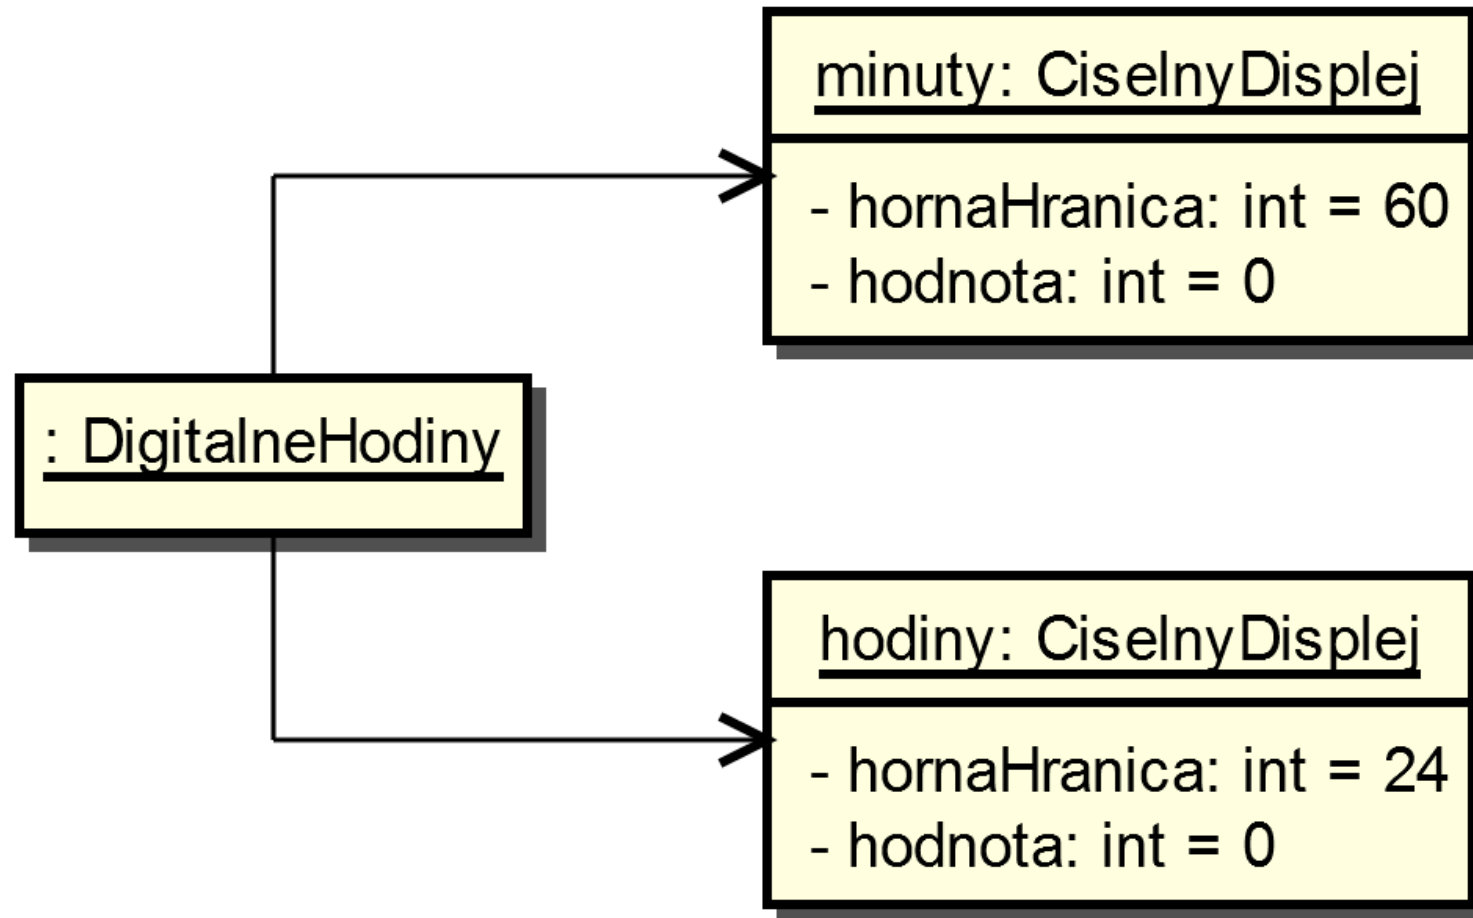 minuty: CiselnyDisplej
- hornaHranica: int = 60
- hodnota: int = 0
: DigitalneHodiny
hodiny: CiselnyDisplej
- hornaHranica: int = 24
- hodnota: int = 0